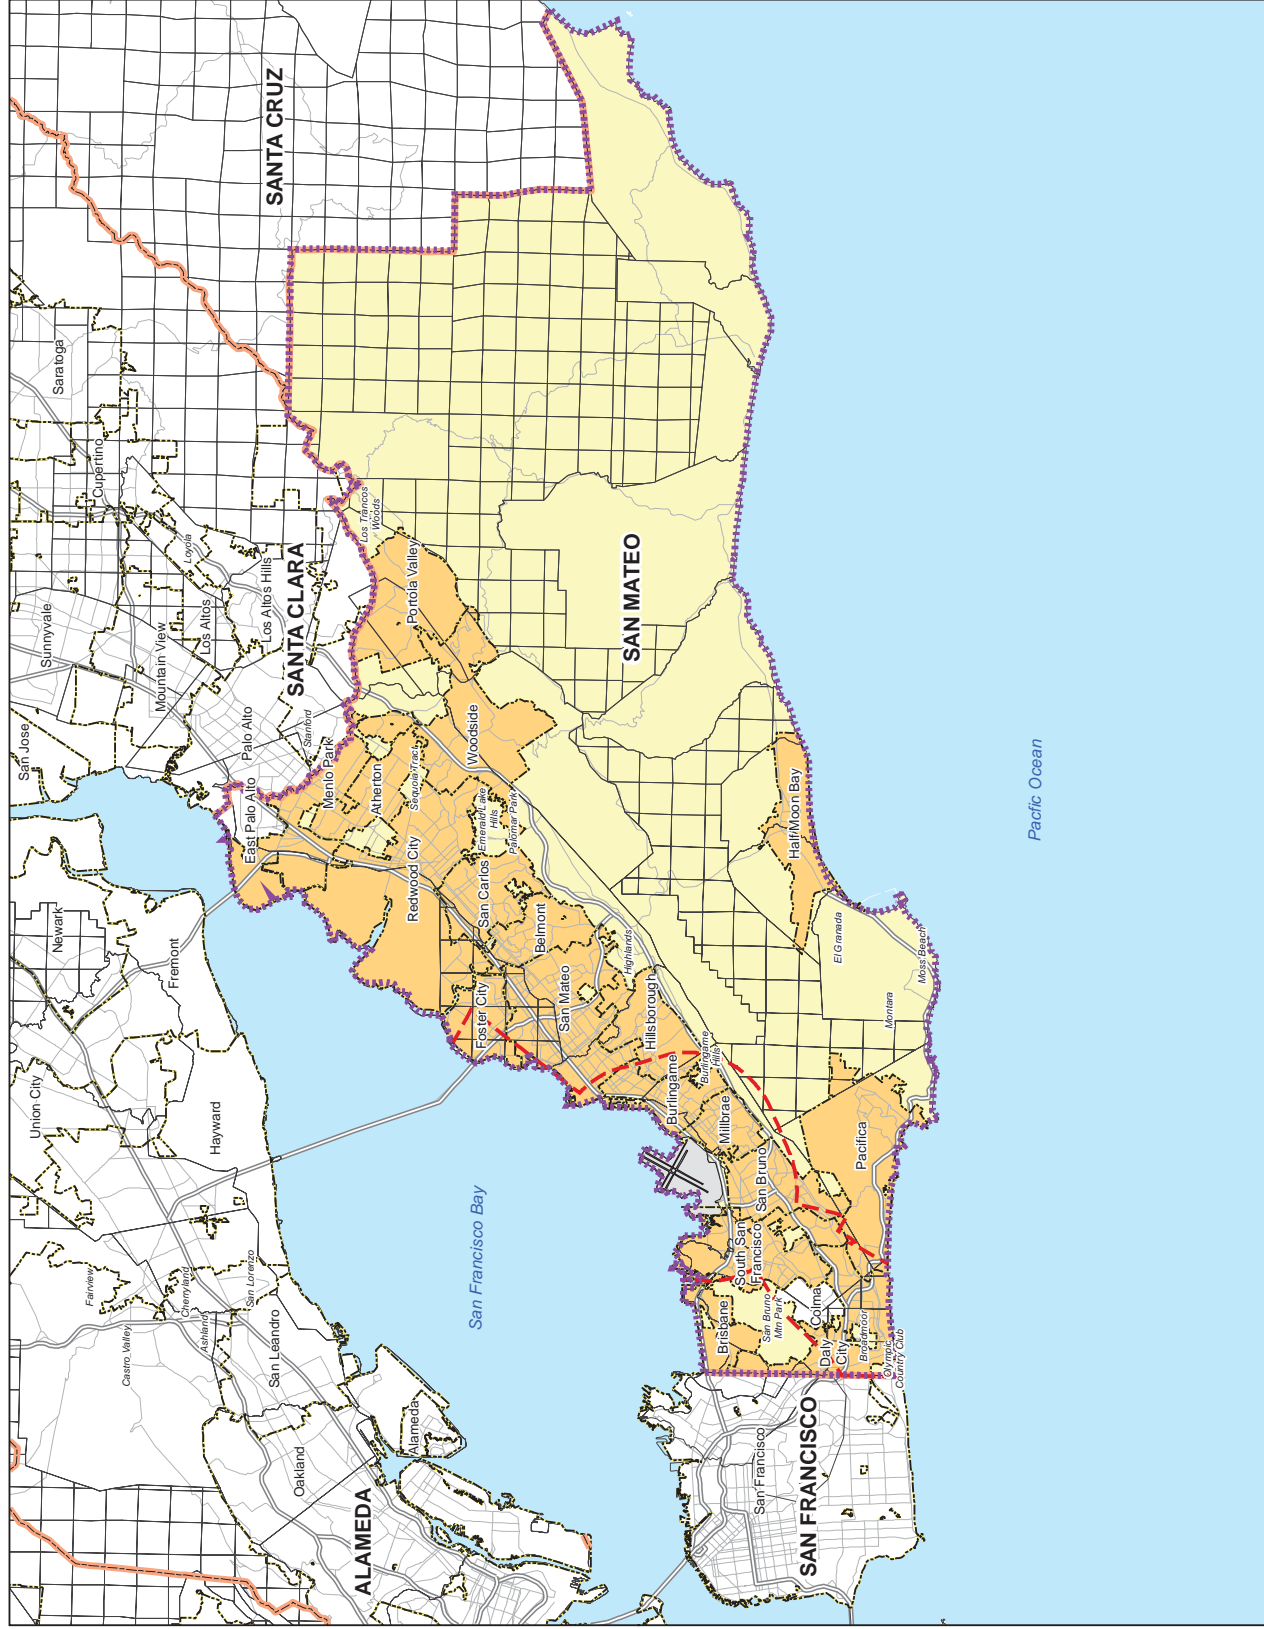 San Jose
Union City
Sunnyvale
Newark
Saratoga
Fairview
Cupertino
Castro Valley
Mountain View
Fremont
Cherryland
Loyola
Ashland
Los Altos
Hayward
Palo Alto
San Lorenzo
East Palo Alto
Los Altos Hills
San Leandro
SANTA CRUZ
SANTA CLARA
Oakland
Stanford
Menlo Park
ALAMEDA
Los Trancos
Woods
Atherton
Alameda
Redwood City
Sequoia Tract
Portola Valley
San Francisco Bay
Woodside
Foster City
San Carlos
Emerald Lake
Hills
Palomar Park
Belmont
San Mateo
Highlands
SAN MATEO
Hillsborough
Burlingame
Burlingame
Hills
Brisbane
Millbrae
South San
Francisco
San Bruno
San Francisco
San Bruno
Mtn Park
Half Moon Bay
SAN FRANCISCO
Colma
Daly
City
El Granada
Pacifica
Broadmoor
Montara
Olympic
Country Club
Moss Beach
Pacfic Ocean